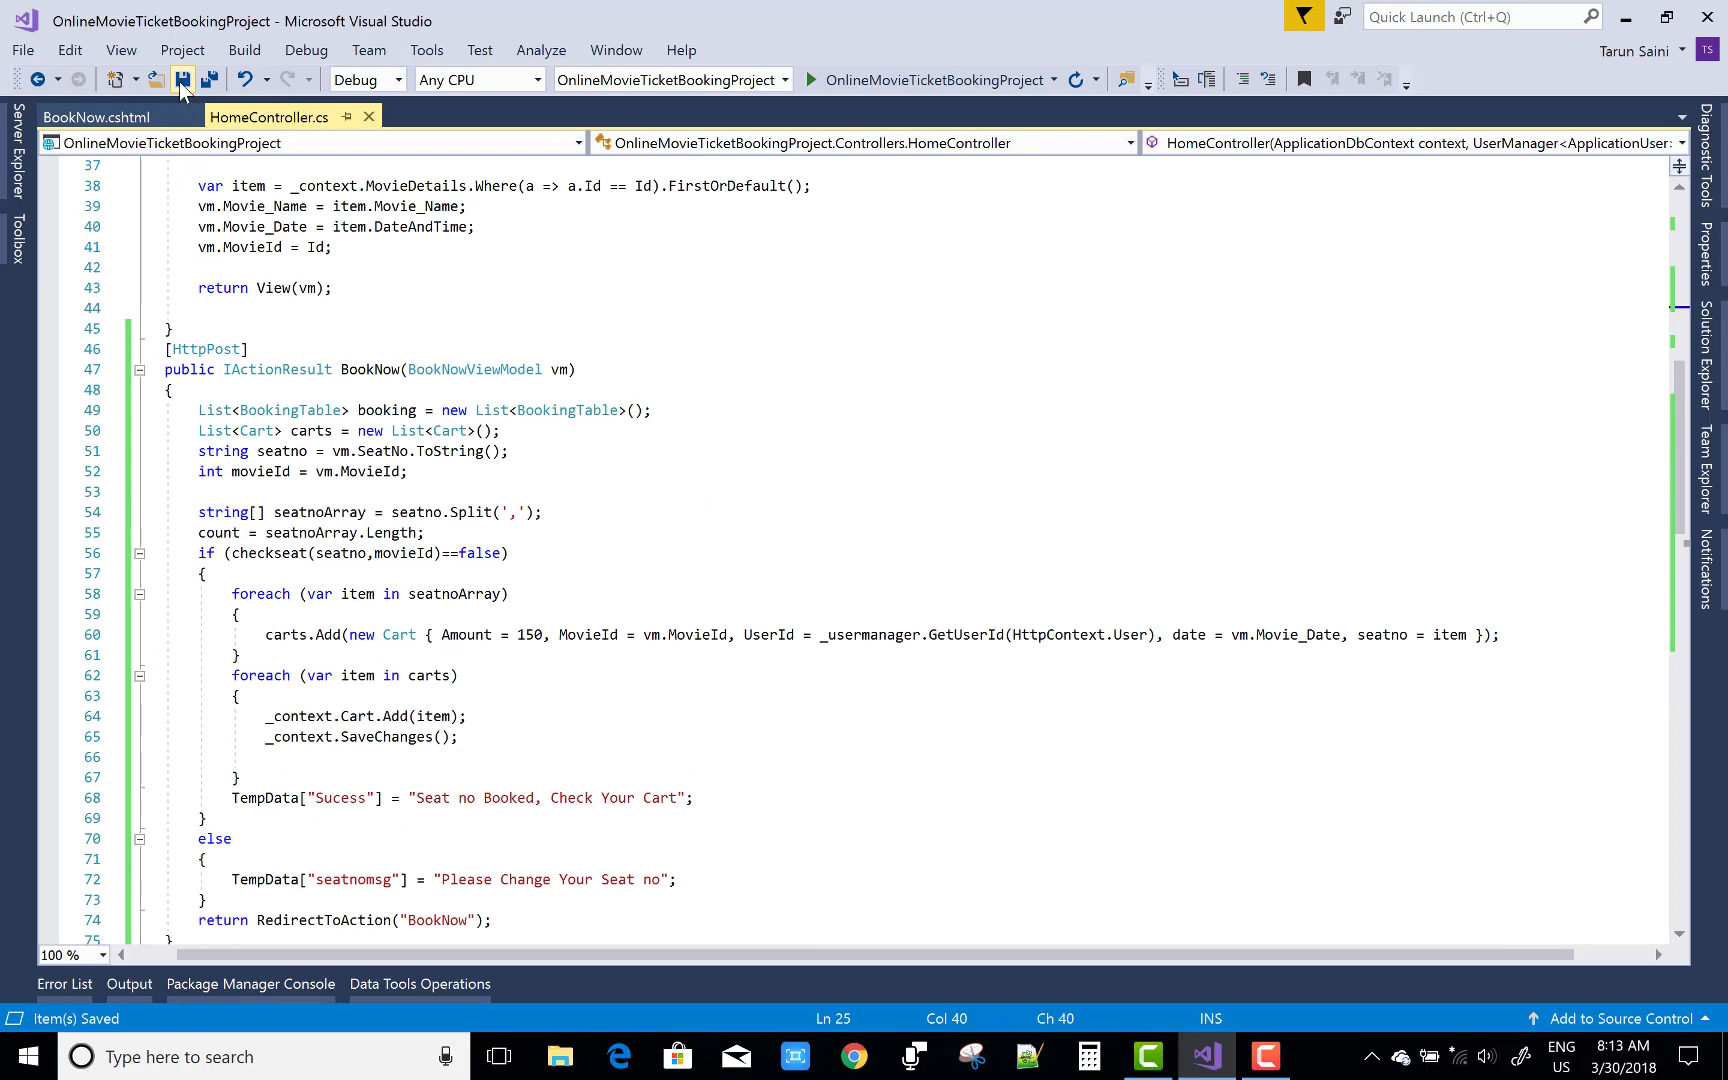 OnlineMovieTicketBookingProject - Microsoft Visual Studio
Quick Launch (Ctrl+Q)
File Edit View Project Build Debug Team Tools Test Analyze Window Help
Tarun Saini TS
Debug Any CPU OnlineMovieTicketBookingProject OnlineMovieTicketBookingProject
BookNow.cshtml HomeController.cs
OnlineMovieTicketBookingProject OnlineMovieTicketBookingProject.Controllers.HomeController HomeController(ApplicationDbContext context, UserManager<ApplicationUser>
37
38 var item = _context.MovieDetails.Where(a => a.Id == Id).FirstOrDefault();
39 vm.Movie_Name = item.Movie_Name;
40 vm.Movie_Date = item.DateAndTime;
41 vm.MovieId = Id;
42
43 return View(vm);
44
45 }
46 [HttpPost]
47 public IActionResult BookNow(BookNowViewModel vm)
48 {
49 List<BookingTable> booking = new List<BookingTable>();
50 List<Cart> carts = new List<Cart>();
51 string seatno = vm.SeatNo.ToString();
52 int movieId = vm.MovieId;
53
54 string[] seatnoArray = seatno.Split(',');
55 count = seatnoArray.Length;
56 if (checkseat(seatno,movieId)==false)
57 {
58 foreach (var item in seatnoArray)
59 {
60 carts.Add(new Cart { Amount = 150, MovieId = vm.MovieId, UserId = _usermanager.GetUserId(HttpContext.User), date = vm.Movie_Date, seatno = item });
61 }
62 foreach (var item in carts)
63 {
64 _context.Cart.Add(item);
65 _context.SaveChanges();
66
67 }
68 TempData["Sucess"] = "Seat no Booked, Check Your Cart";
69 }
70 else
71 {
72 TempData["seatnomsg"] = "Please Change Your Seat no";
73 }
74 return RedirectToAction("BookNow");
75 }
Server Explorer
Toolbox
Diagnostic Tools
Properties
Solution Explorer
Team Explorer
Notifications
100 %
Error List Output Package Manager Console Data Tools Operations
Item(s) Saved Ln 25 Col 40 Ch 40 INS Add to Source Control
Type here to search
ENG
US
8:13 AM
3/30/2018